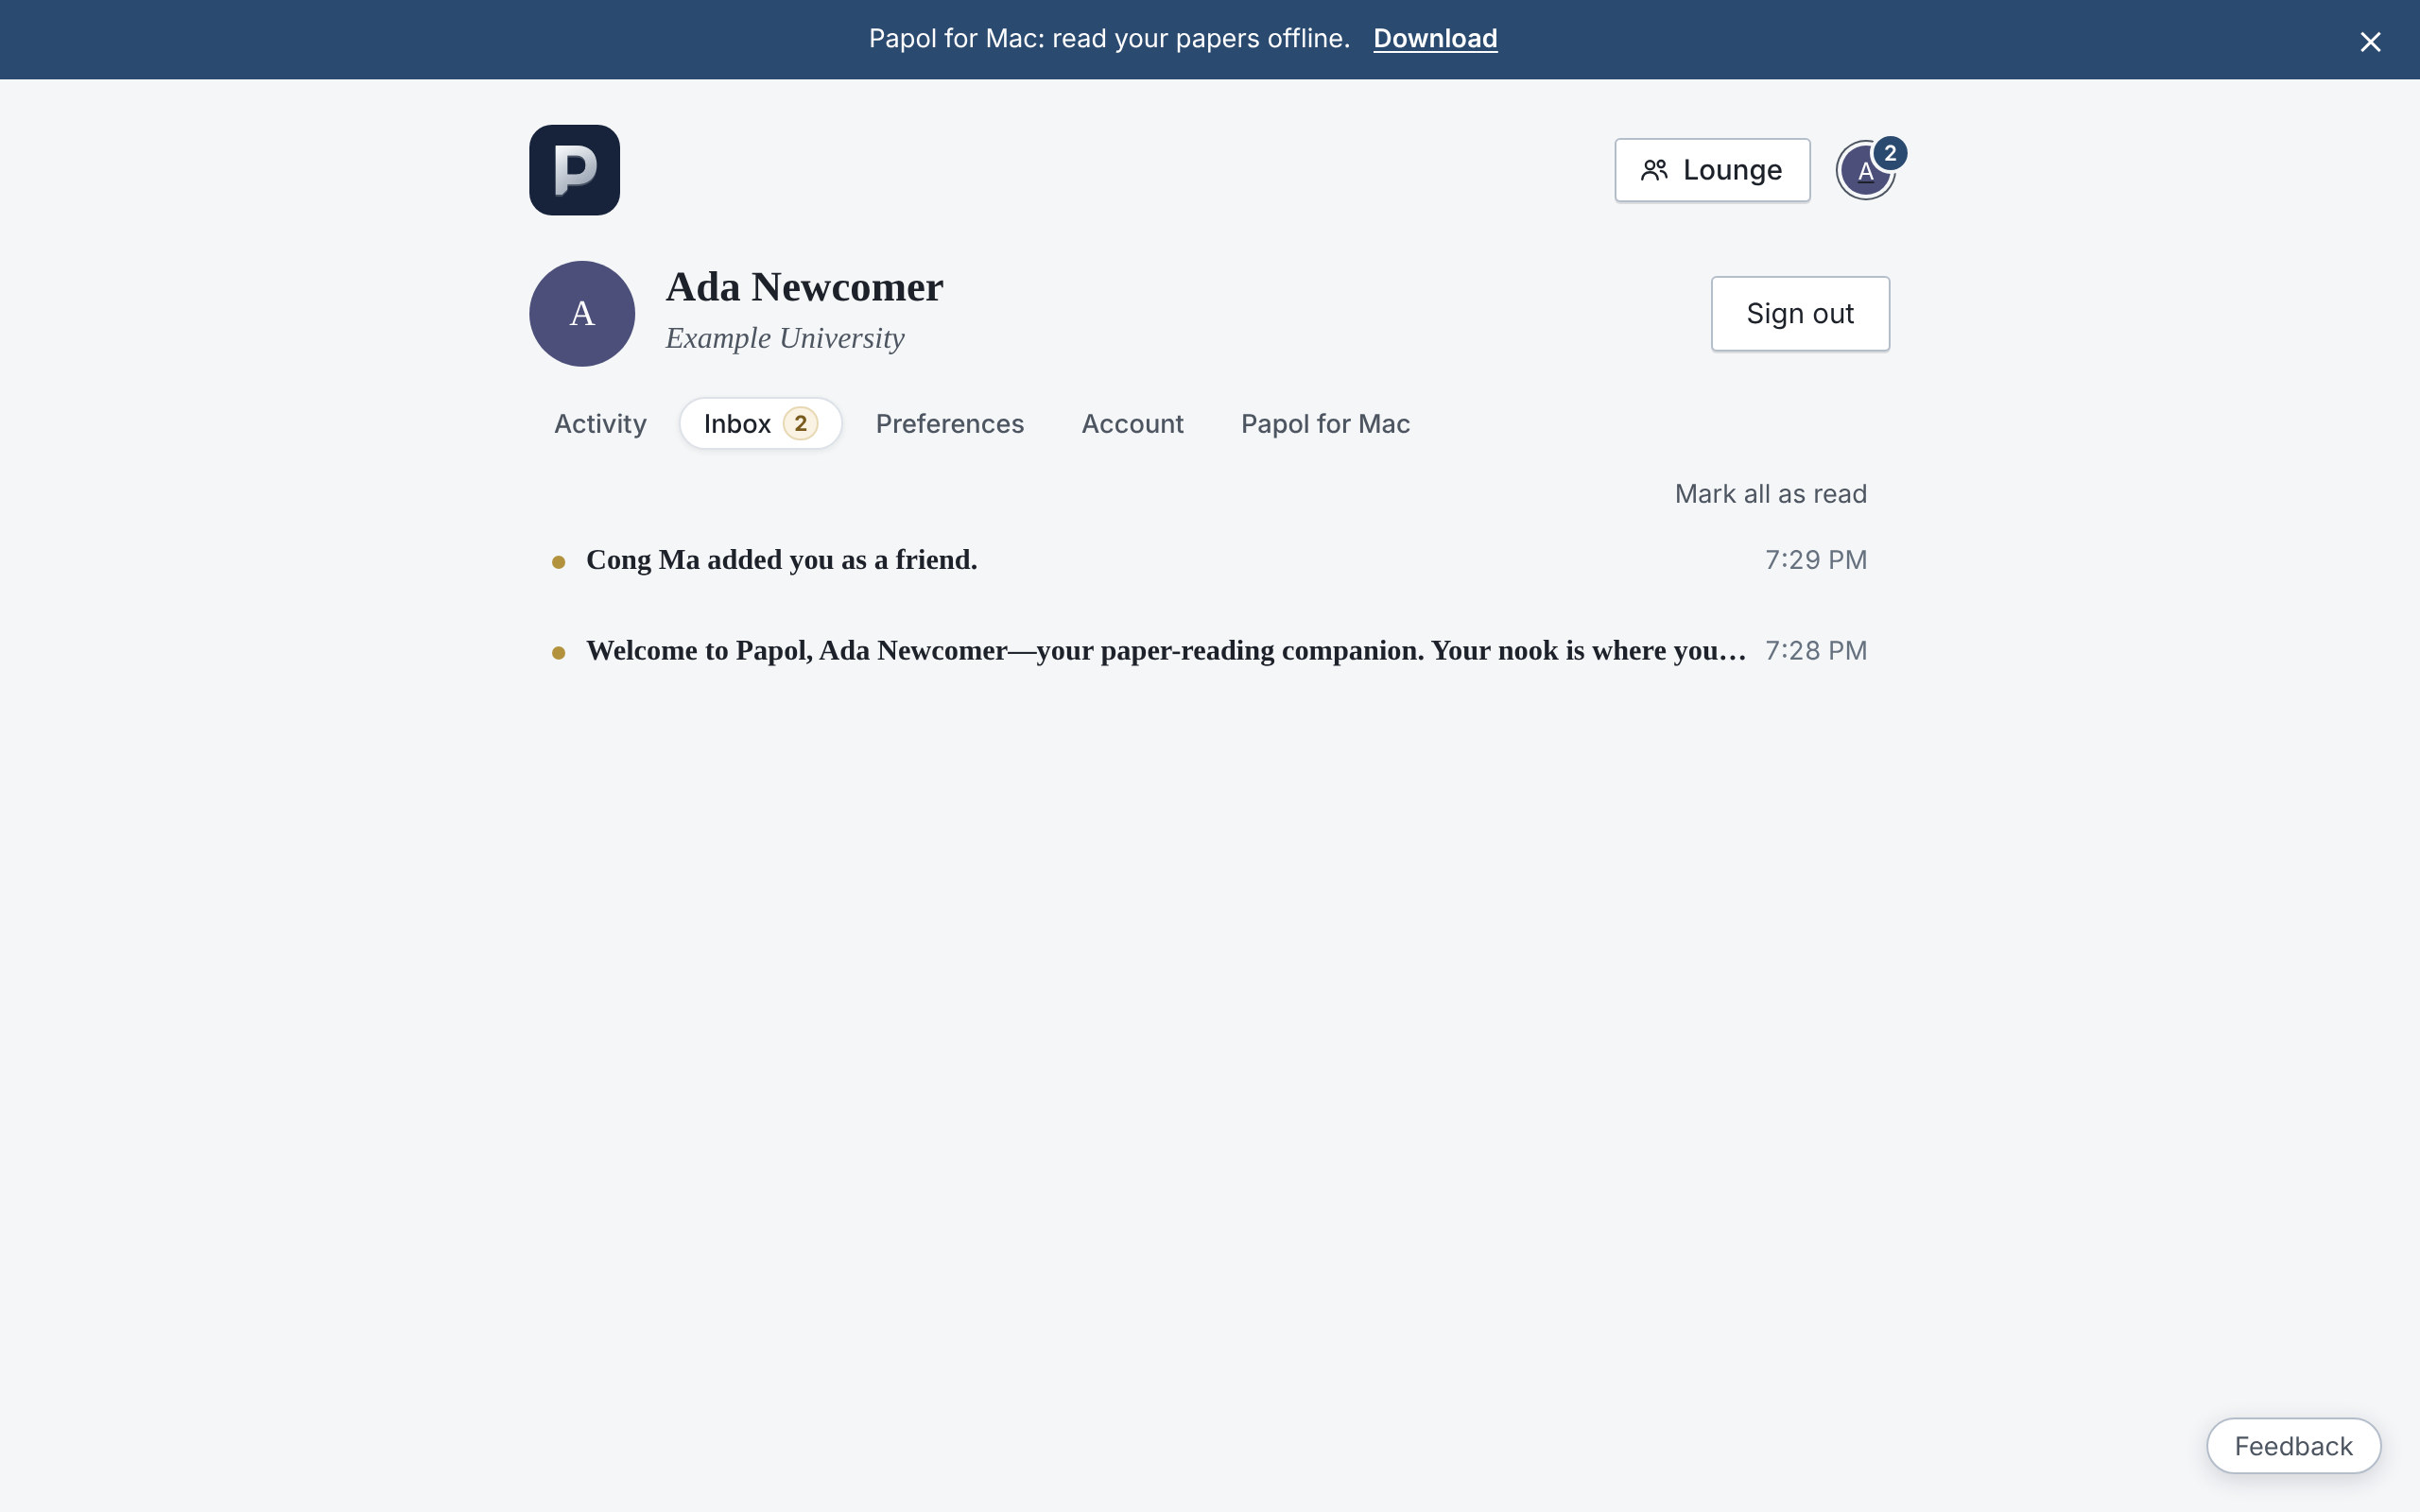 Papol for Mac: read your papers offline. Download
P
Lounge
A
2
A
Ada Newcomer
Example University
Sign out
Activity
Inbox 2
Preferences
Account
Papol for Mac
Mark all as read
Cong Ma added you as a friend. 7:29 PM
Welcome to Papol, Ada Newcomer—your paper-reading companion. Your nook is where you… 7:28 PM
Feedback